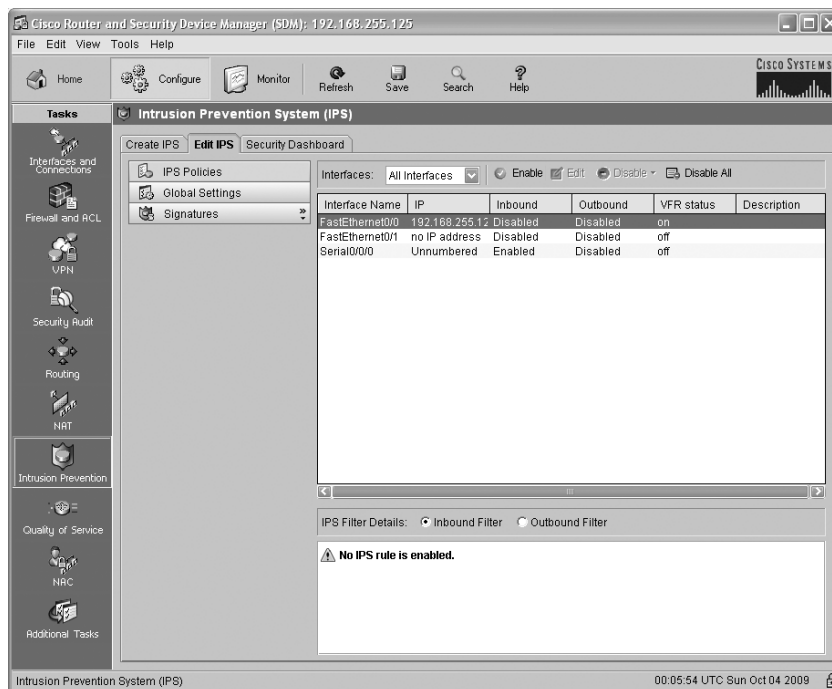 Cisco Router and Security Device Manager (SDM): 192.168.255.125
File Edit View Tools Help
Home Configure Monitor Refresh Save Search Help
CISCO SYSTEMS
Tasks
Intrusion Prevention System (IPS)
Create IPS Edit IPS Security Dashboard
Interfaces and
Connections
Firewall and ACL
VPN
Security Audit
Routing
NAT
Intrusion Prevention
Quality of Service
NAC
Additional Tasks
IPS Policies
Global Settings
Signatures »
Interfaces: All Interfaces Enable Edit Disable Disable All
Interface Name IP Inbound Outbound VFR status Description
FastEthernet0/0 192.168.255.12 Disabled Disabled on
FastEthernet0/1 no IP address Disabled Disabled off
Serial0/0/0 Unnumbered Enabled Disabled off
IPS Filter Details: Inbound Filter Outbound Filter
No IPS rule is enabled.
Intrusion Prevention System (IPS) 00:05:54 UTC Sun Oct 04 2009